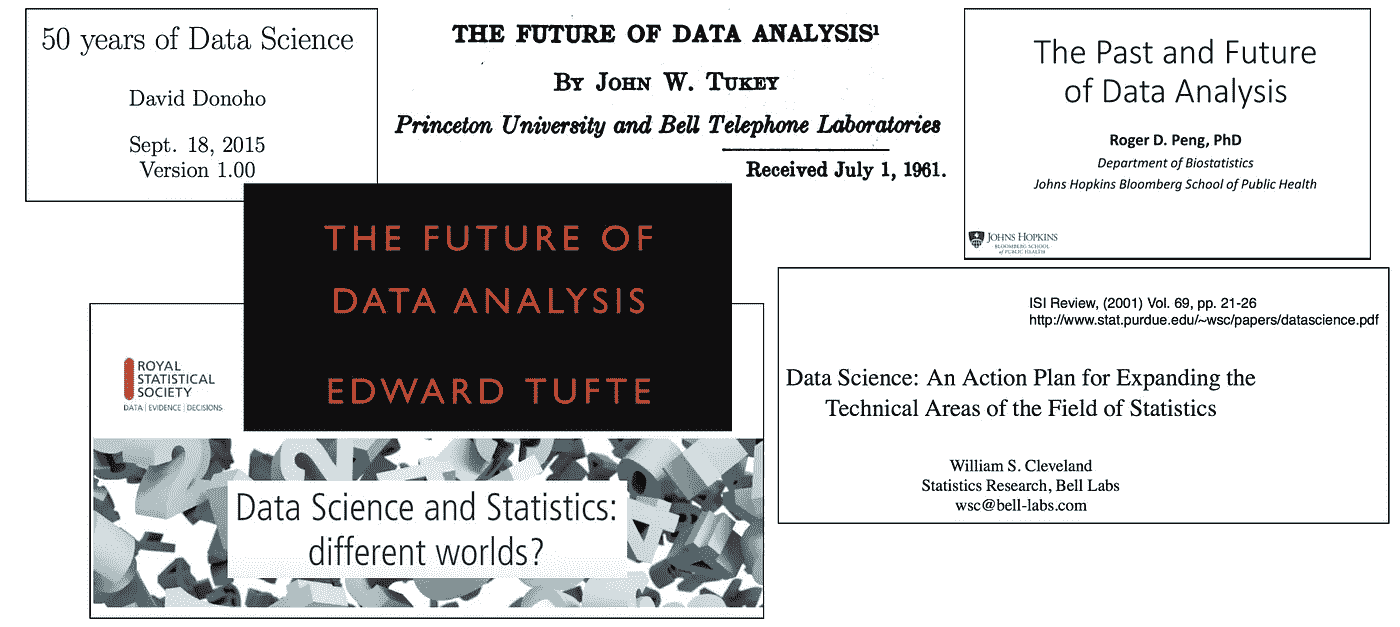 50 years of Data Science
David Donoho
Sept. 18, 2015
Version 1.00
THE FUTURE OF DATA ANALYSIS¹
By John W. Tukey
Princeton University and Bell Telephone Laboratories
Received July 1, 1961.
The Past and Future
of Data Analysis
Roger D. Peng, PhD
Department of Biostatistics
Johns Hopkins Bloomberg School of Public Health
JOHNS HOPKINS
BLOOMBERG SCHOOL
of PUBLIC HEALTH
THE FUTURE OF
DATA ANALYSIS
EDWARD TUFTE
ROYAL
STATISTICAL
SOCIETY
DATA | EVIDENCE | DECISIONS
Data Science and Statistics:
different worlds?
ISI Review, (2001) Vol. 69, pp. 21-26
http://www.stat.purdue.edu/~wsc/papers/datascience.pdf
Data Science: An Action Plan for Expanding the
Technical Areas of the Field of Statistics
William S. Cleveland
Statistics Research, Bell Labs
wsc@bell-labs.com